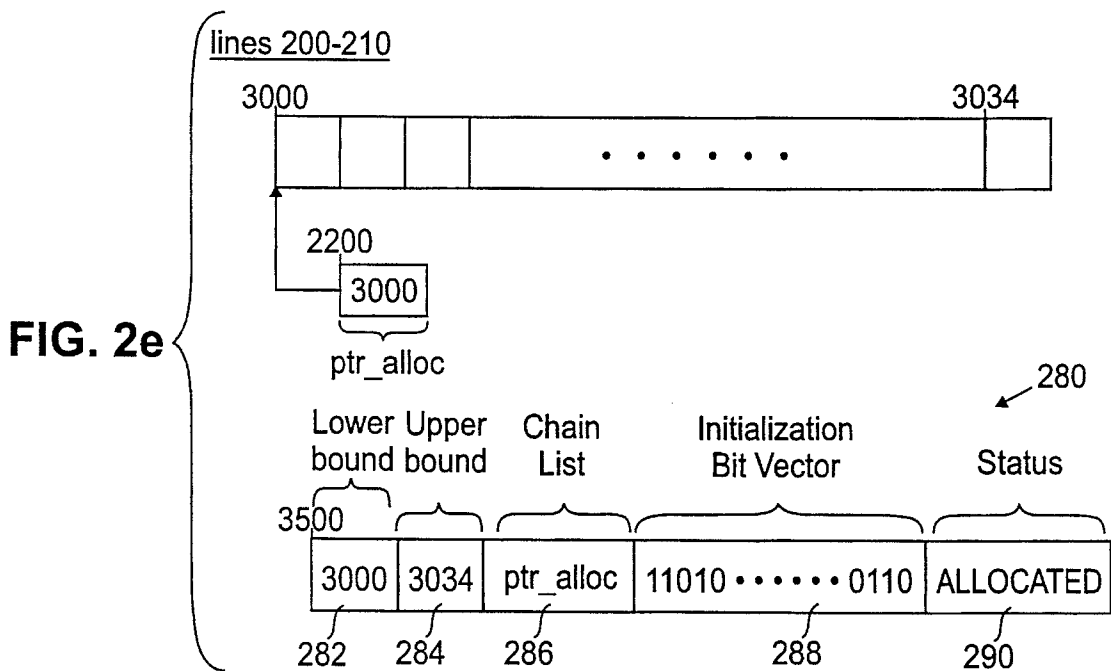 lines 200-210
3000 3034
2200
3000
FIG. 2e
ptr_alloc
280
Lower bound Upper bound Chain List Initialization Bit Vector Status
3500
3000 3034 ptr_alloc 11010 • • • • • • 0110 ALLOCATED
282 284 286 288 290